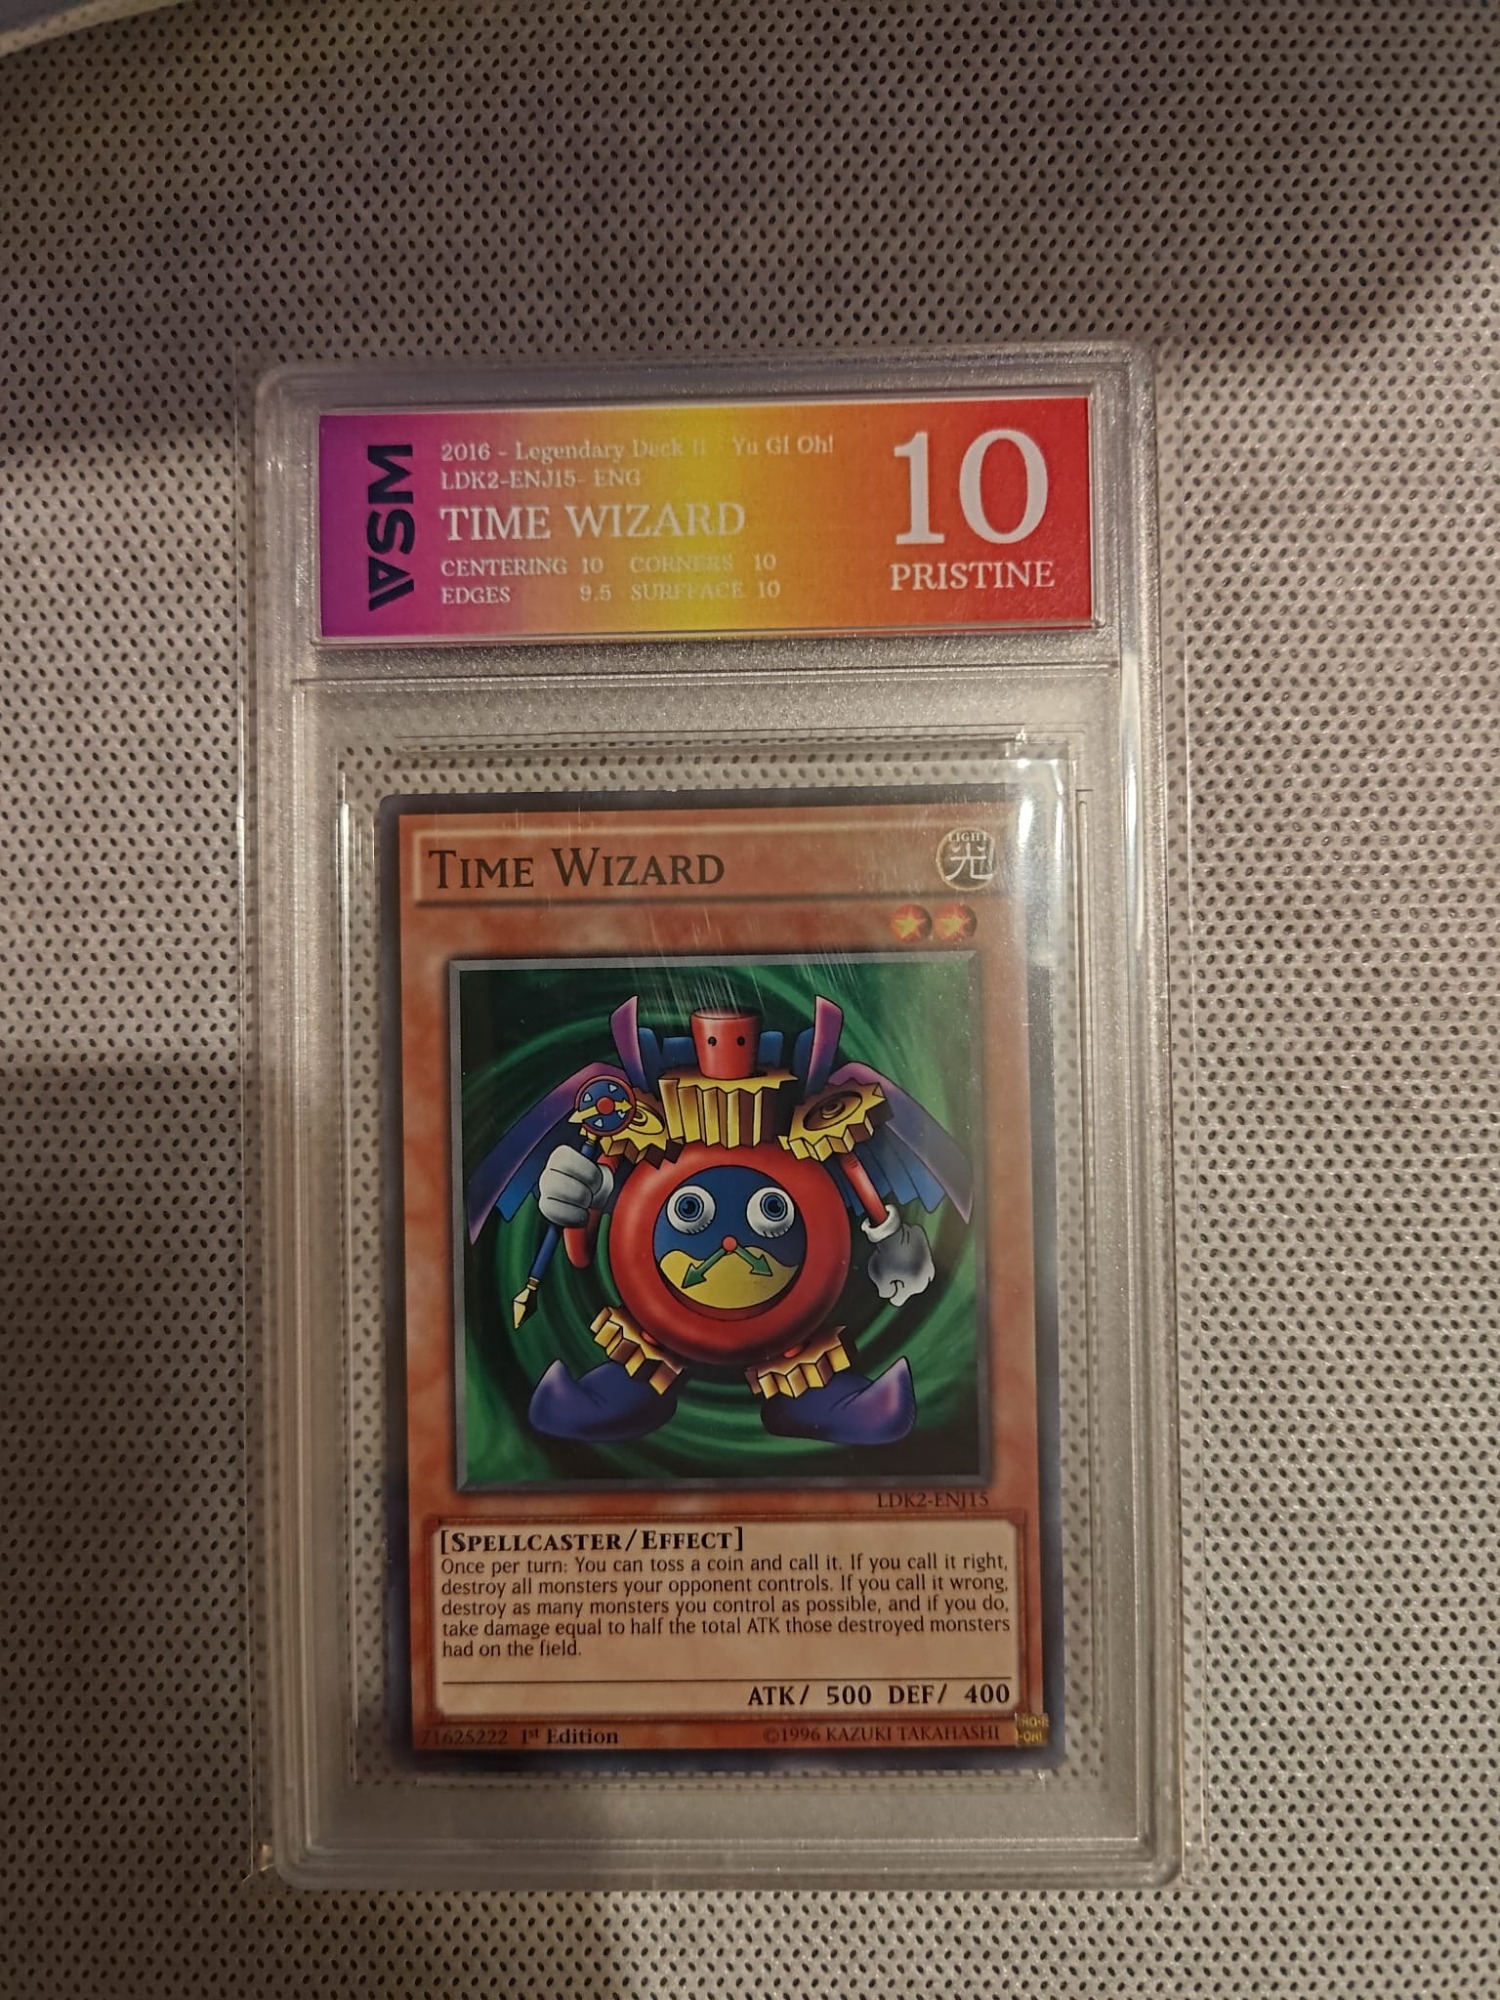 ASM
2016 - Legendary Deck II - Yu GI Oh!
LDK2-ENJ15- ENG
TIME WIZARD
CENTERING 10 CORNERS 10
EDGES 9.5 SURFEACE 10
10
PRISTINE
TIME WIZARD
LIGHT
光
LDK2-ENJ15
[SPELLCASTER/EFFECT]
Once per turn: You can toss a coin and call it. If you call it right,
destroy all monsters your opponent controls. If you call it wrong,
destroy as many monsters you control as possible, and if you do,
take damage equal to half the total ATK those destroyed monsters
had on the field.
ATK/ 500 DEF/ 400
71625222 1st Edition
©1996 KAZUKI TAKAHASHI